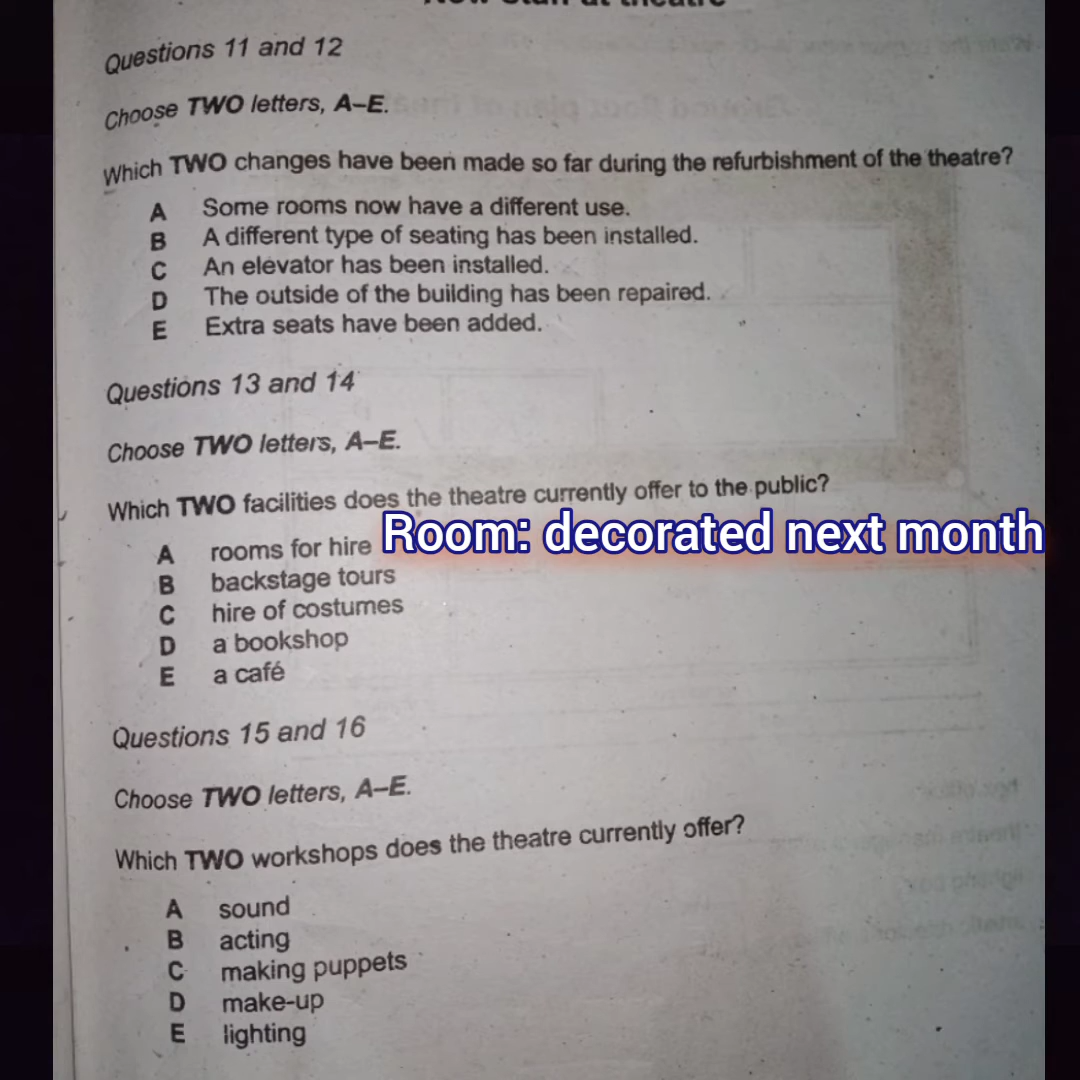 Questions 11 and 12
Choose TWO letters, A–E.
Which TWO changes have been made so far during the refurbishment of the theatre?
A Some rooms now have a different use.
B A different type of seating has been installed.
C An elevator has been installed.
D The outside of the building has been repaired.
E Extra seats have been added.
Questions 13 and 14
Choose TWO letters, A–E.
Which TWO facilities does the theatre currently offer to the public?
Room: decorated next month
A rooms for hire
B backstage tours
C hire of costumes
D a bookshop
E a café
Questions 15 and 16
Choose TWO letters, A–E.
Which TWO workshops does the theatre currently offer?
A sound
B acting
C making puppets
D make-up
E lighting